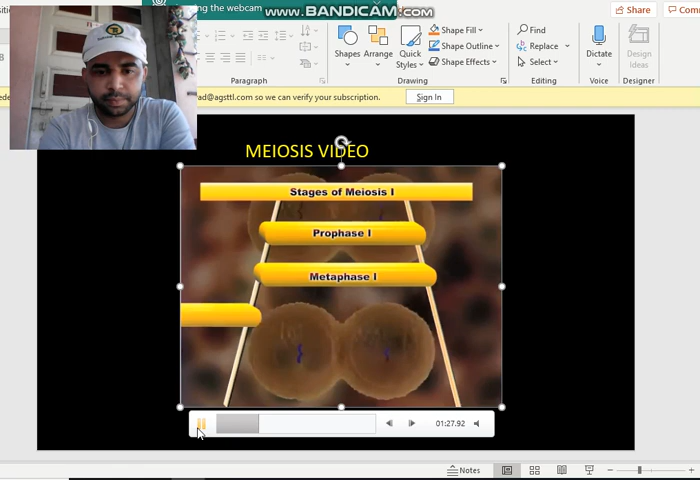 ng the webcam
www.BANDICAM.com
Share
Com
Shapes
Arrange
Quick
Styles
Shape Fill
Shape Outline
Shape Effects
Find
Replace
Select
Dictate
Design
Ideas
Paragraph
Drawing
Editing
Voice
Designer
ad@agsttl.com so we can verify your subscription.
Sign In
MEIOSIS VIDEO
Stages of Meiosis I
Prophase I
Metaphase I
01:27.92
Notes